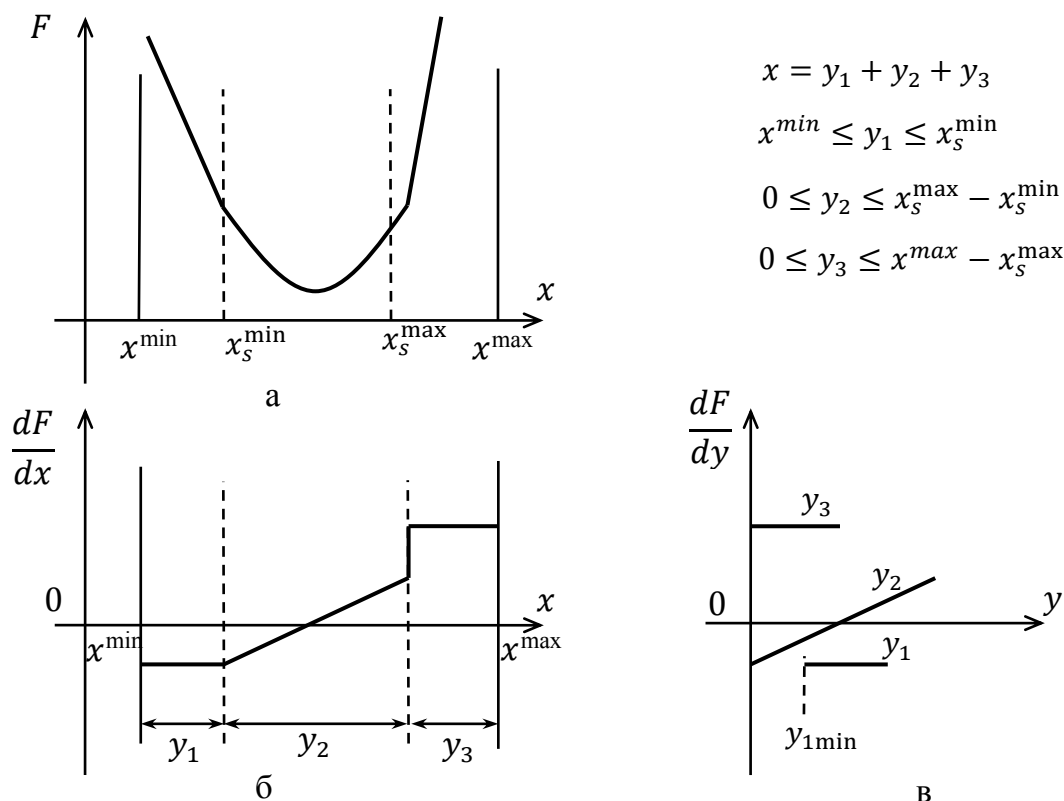 F
x = y₁ + y₂ + y₃
x^{min} ≤ y₁ ≤ x_s^{min}
0 ≤ y₂ ≤ x_s^{max} − x_s^{min}
0 ≤ y₃ ≤ x^{max} − x_s^{max}
x
x^{min} x_s^{min} x_s^{max} x^{max}
а
dF/dx
0
x
x^{min} x^{max}
y₁ y₂ y₃
б
dF/dy
y₃
y₂
0
y
y₁
y_{1min}
в